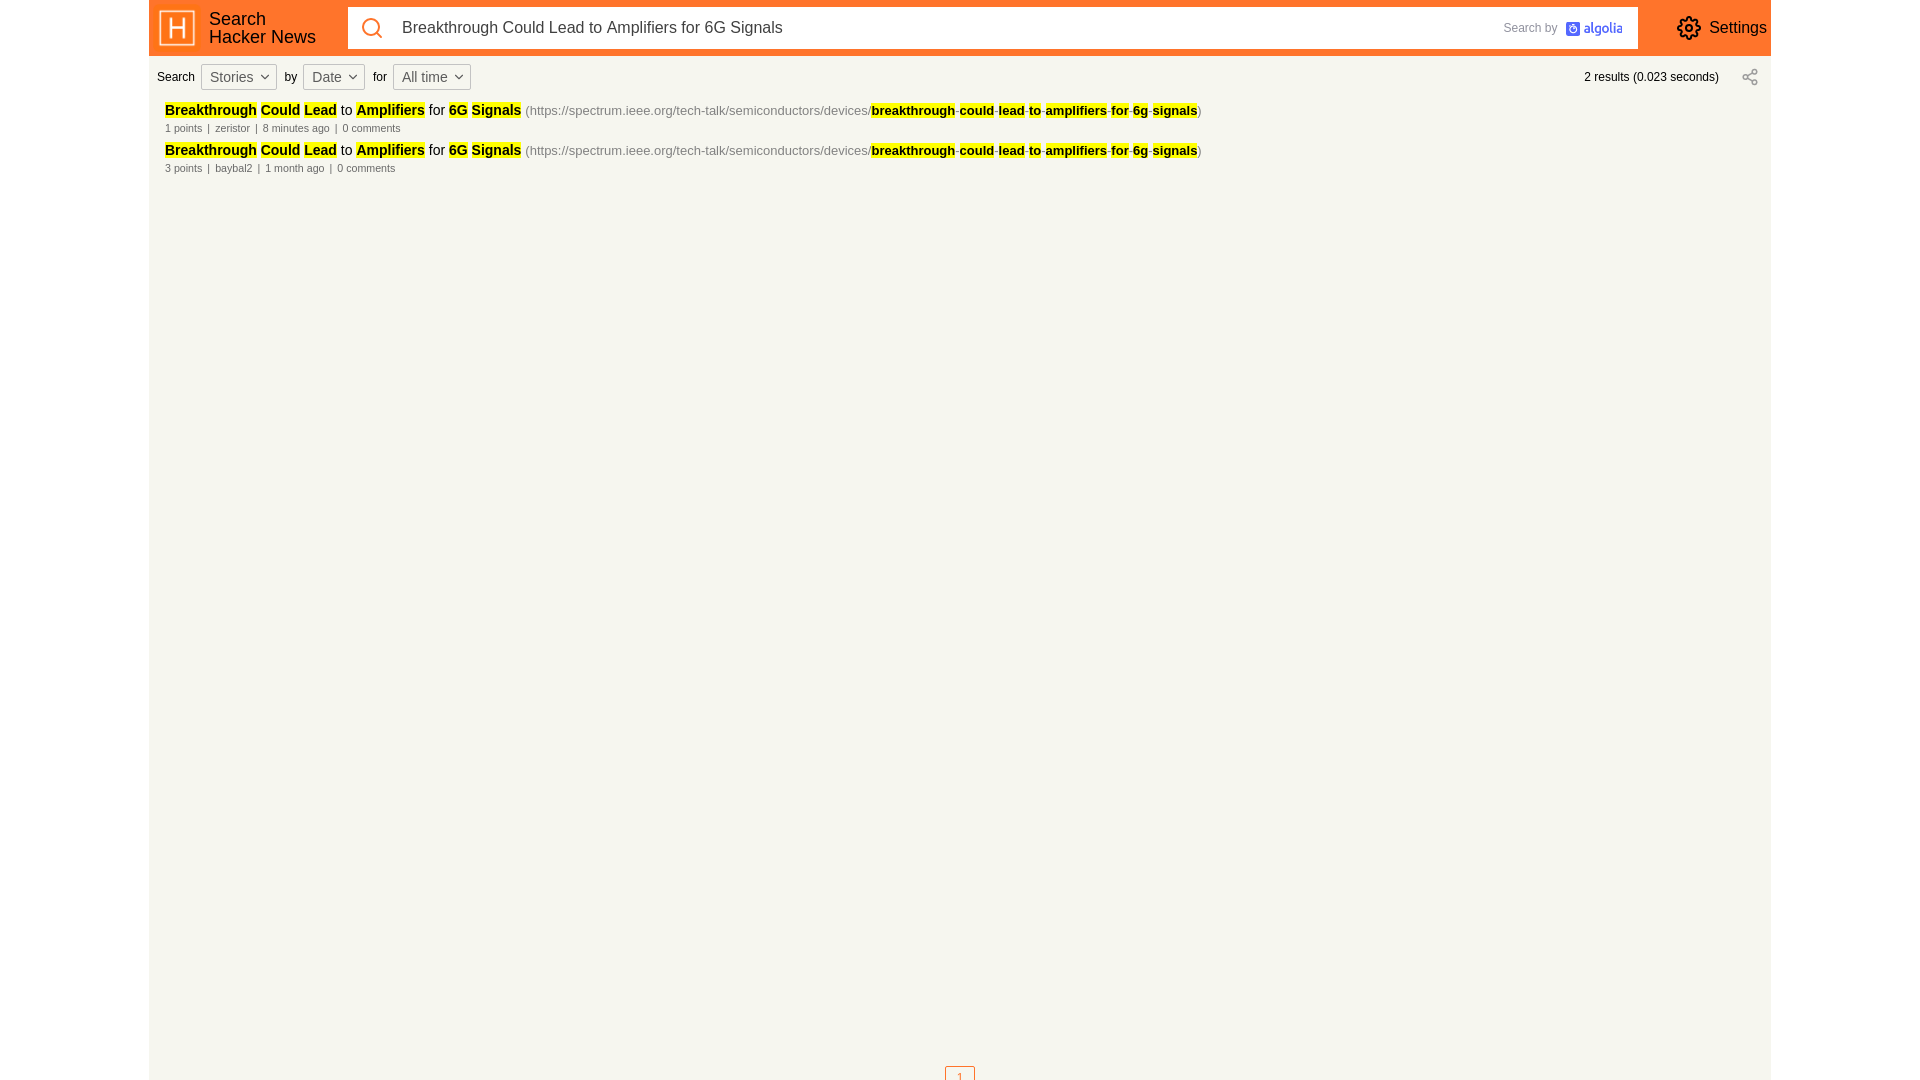 H
Search
Hacker News
Breakthrough Could Lead to Amplifiers for 6G Signals
Search by algolia
Settings
Search Stories by Date for All time
2 results (0.023 seconds)
Breakthrough Could Lead to Amplifiers for 6G Signals (https://spectrum.ieee.org/tech-talk/semiconductors/devices/breakthrough-could-lead-to-amplifiers-for-6g-signals)
1 points | zeristor | 8 minutes ago | 0 comments
Breakthrough Could Lead to Amplifiers for 6G Signals (https://spectrum.ieee.org/tech-talk/semiconductors/devices/breakthrough-could-lead-to-amplifiers-for-6g-signals)
3 points | baybal2 | 1 month ago | 0 comments
1